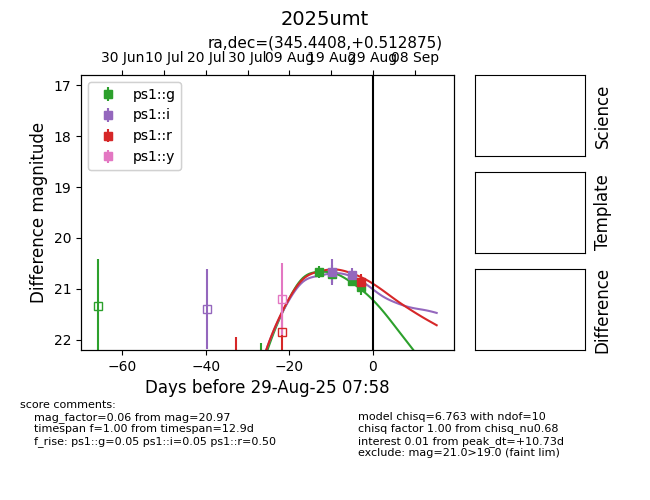 2025umt
ra,dec=(345.4408,+0.512875)
30 Jun 10 Jul 20 Jul 30 Jul 09 Aug 19 Aug 29 Aug 08 Sep
17
18
19
20
21
22
Difference magnitude
ps1::g
ps1::i
ps1::r
ps1::y
−60 −40 −20 0
Days before 29-Aug-25 07:58
Science
Template
Difference
score comments:
mag_factor=0.06 from mag=20.97
timespan f=1.00 from timespan=12.9d
f_rise: ps1::g=0.05 ps1::i=0.05 ps1::r=0.50
model chisq=6.763 with ndof=10
chisq factor 1.00 from chisq_nu0.68
interest 0.01 from peak_dt=+10.73d
exclude: mag=21.0>19.0 (faint lim)